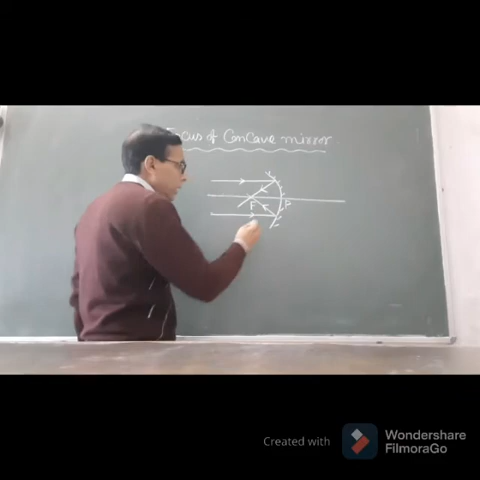 Focus of Concave mirror
F
P
Created with
Wondershare
FilmoraGo